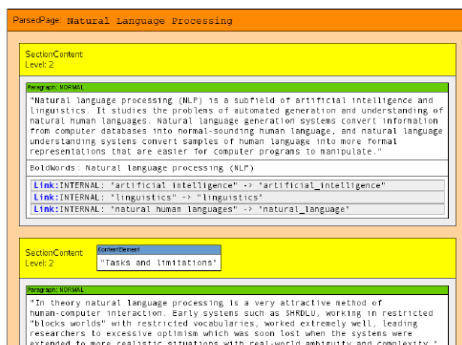 ParsedPage: Natural Language Processing
SectionContent
Level: 2
Paragraph: NORMAL
"Natural language processing (NLP) is a subfield of artificial intelligence and
linguistics. It studies the problems of automated generation and understanding of
natural human languages. Natural language generation systems convert information
from computer databases into normal-sounding human language, and natural language
understanding systems convert samples of human language into more formal
representations that are easier for computer programs to manipulate."
BoldWords: Natural language processing (NLP)
Link:INTERNAL: "artificial intelligence" -> "artificial_intelligence"
Link:INTERNAL: "linguistics" -> "linguistics"
Link:INTERNAL: "natural human languages" -> "natural_language"
SectionContent
Level: 2
ContentElement
"Tasks and limitations"
Paragraph: NORMAL
"In theory natural language processing is a very attractive method of
human-computer interaction. Early systems such as SHRDLU, working in restricted
"blocks worlds" with restricted vocabularies, worked extremely well, leading
researchers to excessive optimism which was soon lost when the systems were
extended to more realistic situations with real-world ambiguity and complexity."